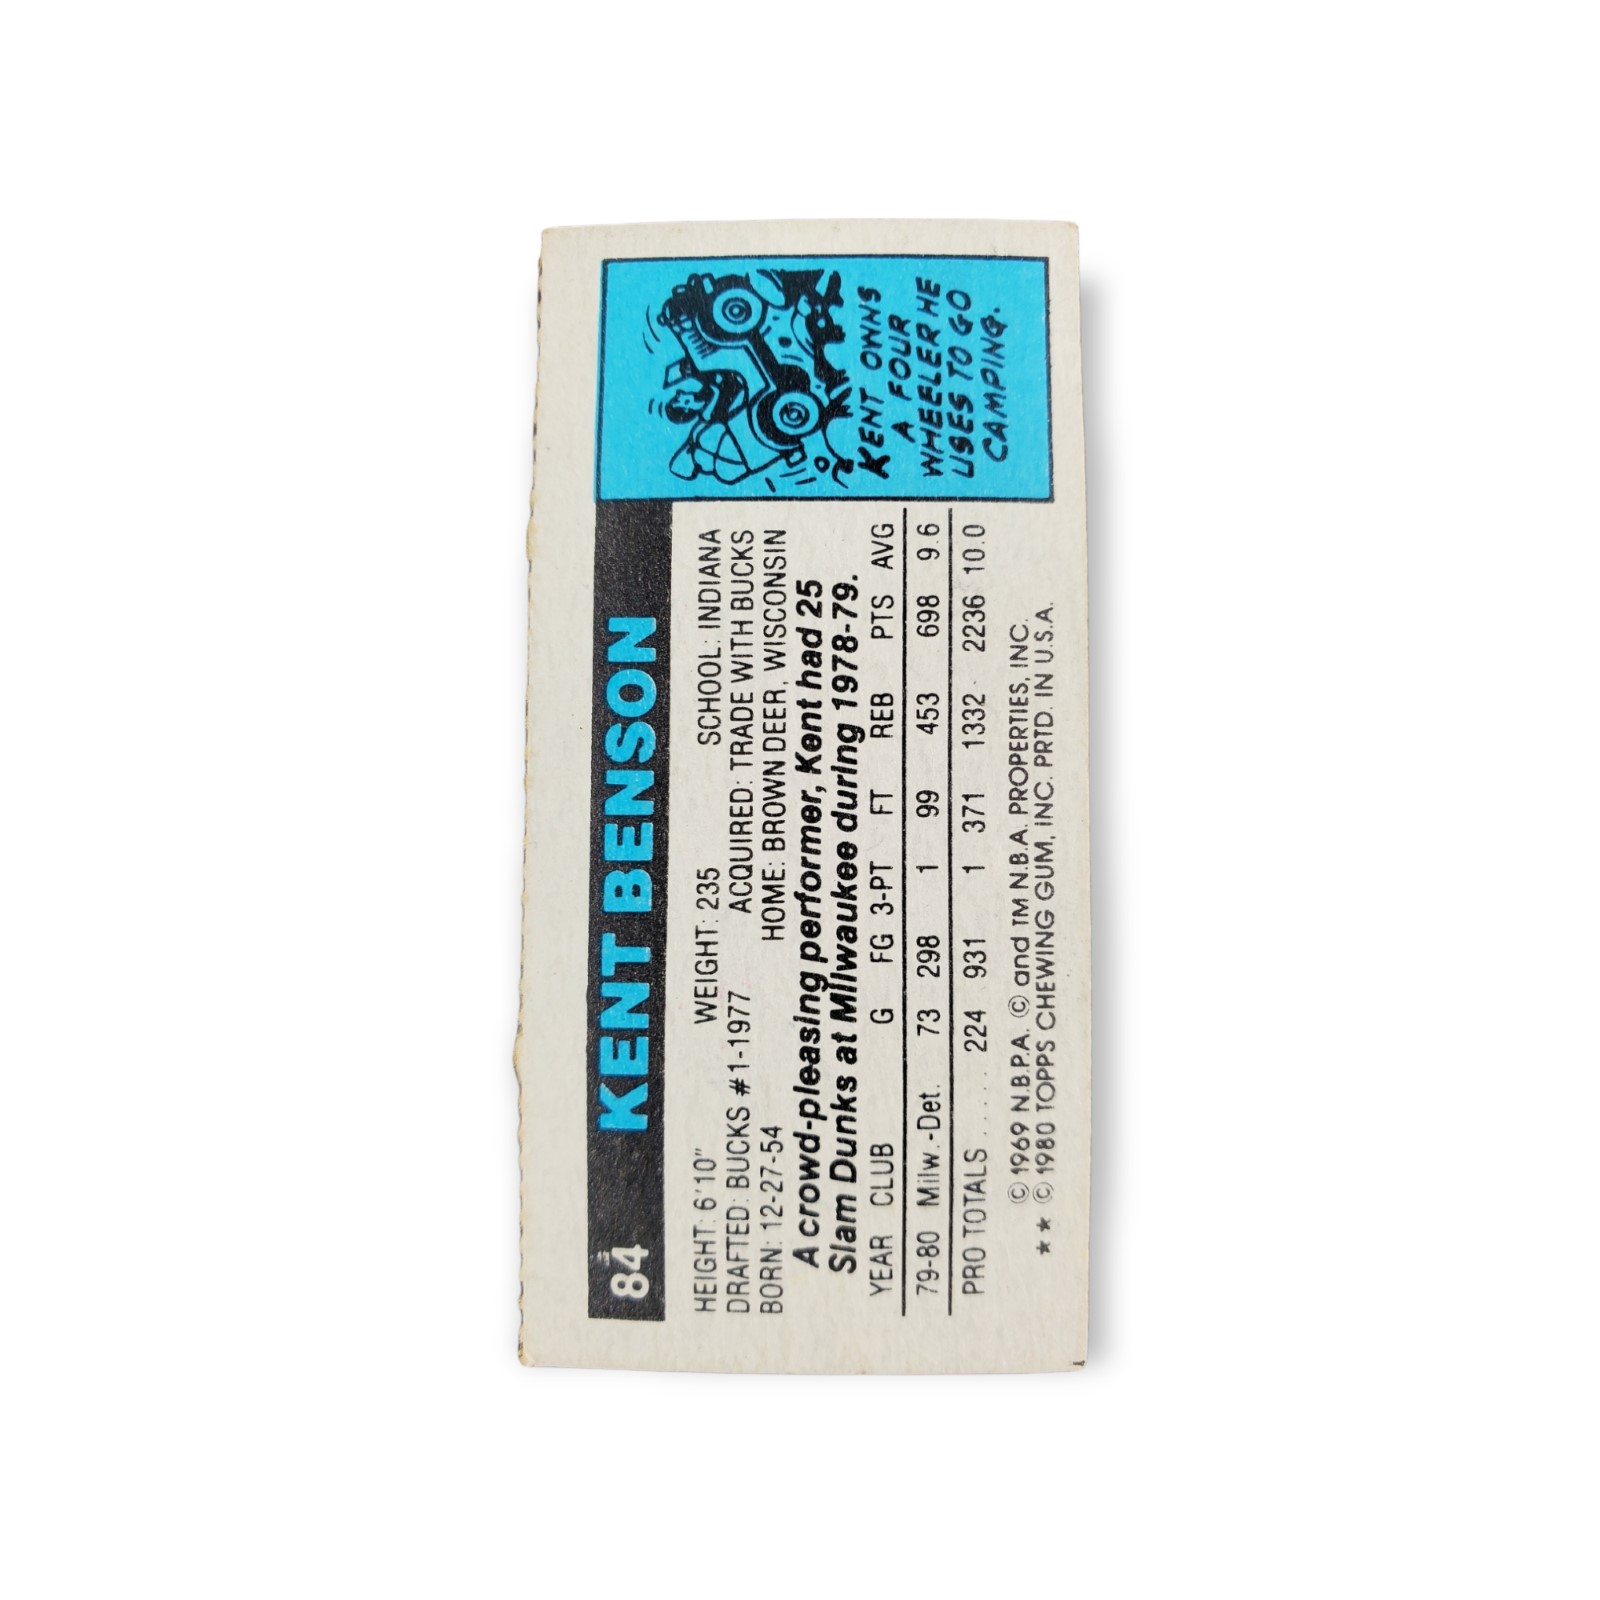 84 KENT BENSON
HEIGHT: 6'10" WEIGHT: 235 SCHOOL: INDIANA
DRAFTED: BUCKS #1-1977 ACQUIRED: TRADE WITH BUCKS
BORN: 12-27-54 HOME: BROWN DEER, WISCONSIN
A crowd-pleasing performer, Kent had 25
Slam Dunks at Milwaukee during 1978-79.
YEAR CLUB G FG 3-PT FT REB PTS AVG
79-80 Milw.-Det. 73 298 1 99 453 698 9.6
PRO TOTALS ..... 224 931 1 371 1332 2236 10.0
© 1969 N.B.P.A. © and TM N.B.A. PROPERTIES, INC.
★★ © 1980 TOPPS CHEWING GUM, INC. PRTD. IN U.S.A.
KENT OWNS
A FOUR
WHEELER HE
USES TO GO
CAMPING.